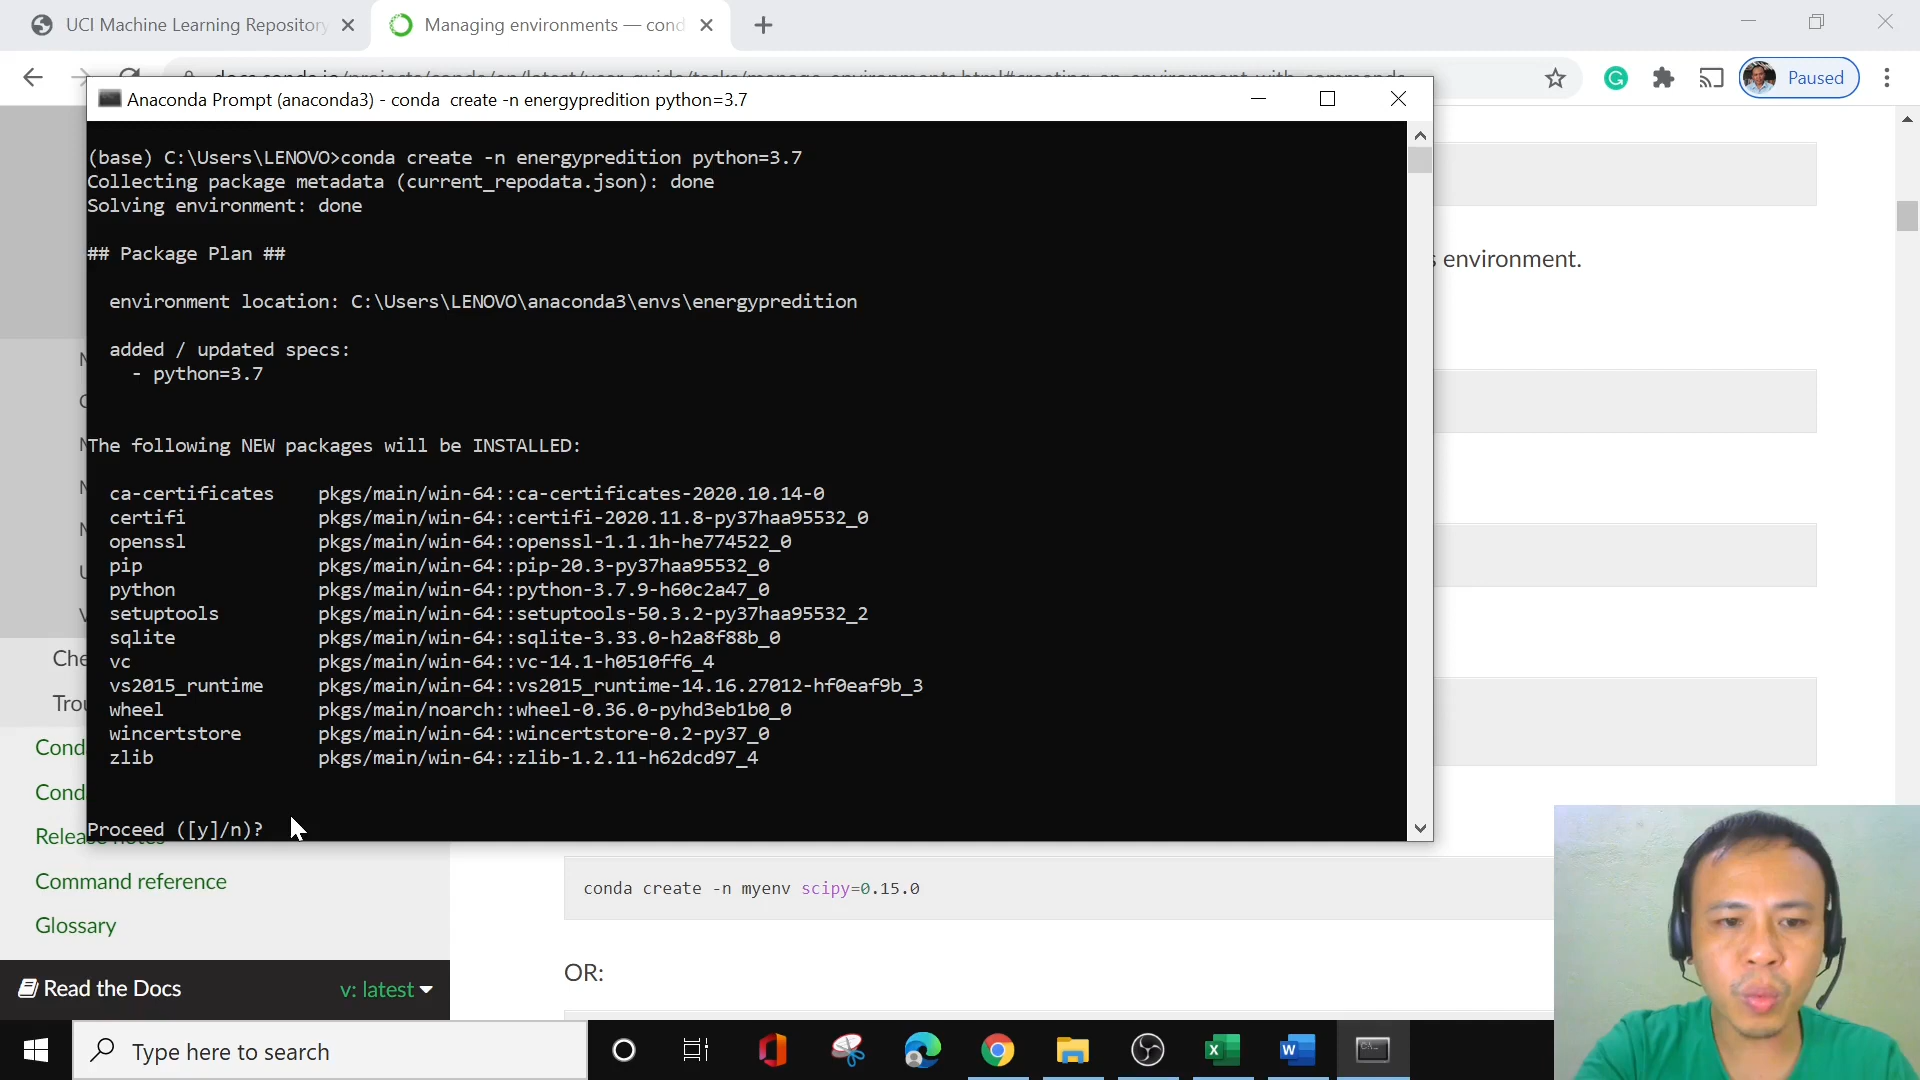 UCI Machine Learning Repository
Managing environments — cond
Paused
Anaconda Prompt (anaconda3) - conda  create -n energypredition python=3.7
(base) C:\Users\LENOVO>conda create -n energypredition python=3.7
Collecting package metadata (current_repodata.json): done
Solving environment: done
## Package Plan ##
environment location: C:\Users\LENOVO\anaconda3\envs\energypredition
added / updated specs:
- python=3.7
The following NEW packages will be INSTALLED:
ca-certificates pkgs/main/win-64::ca-certificates-2020.10.14-0
certifi pkgs/main/win-64::certifi-2020.11.8-py37haa95532_0
openssl pkgs/main/win-64::openssl-1.1.1h-he774522_0
pip pkgs/main/win-64::pip-20.3-py37haa95532_0
python pkgs/main/win-64::python-3.7.9-h60c2a47_0
setuptools pkgs/main/win-64::setuptools-50.3.2-py37haa95532_2
sqlite pkgs/main/win-64::sqlite-3.33.0-h2a8f88b_0
vc pkgs/main/win-64::vc-14.1-h0510ff6_4
vs2015_runtime pkgs/main/win-64::vs2015_runtime-14.16.27012-hf0eaf9b_3
wheel pkgs/main/noarch::wheel-0.36.0-pyhd3eb1b0_0
wincertstore pkgs/main/win-64::wincertstore-0.2-py37_0
zlib pkgs/main/win-64::zlib-1.2.11-h62dcd97_4
Proceed ([y]/n)?
environment.
Che
Trou
Cond
Cond
Command reference
Glossary
Read the Docs
v: latest
conda create -n myenv scipy=0.15.0
OR:
Type here to search